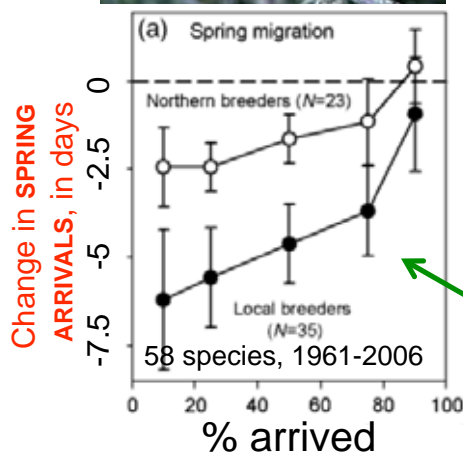 (a) Spring migration
Change in SPRING
ARRIVALS, in days
0
-2.5
-5
-7.5
Northern breeders (N=23)
Local breeders
(N=35)
58 species, 1961-2006
0 20 40 60 80 100
% arrived